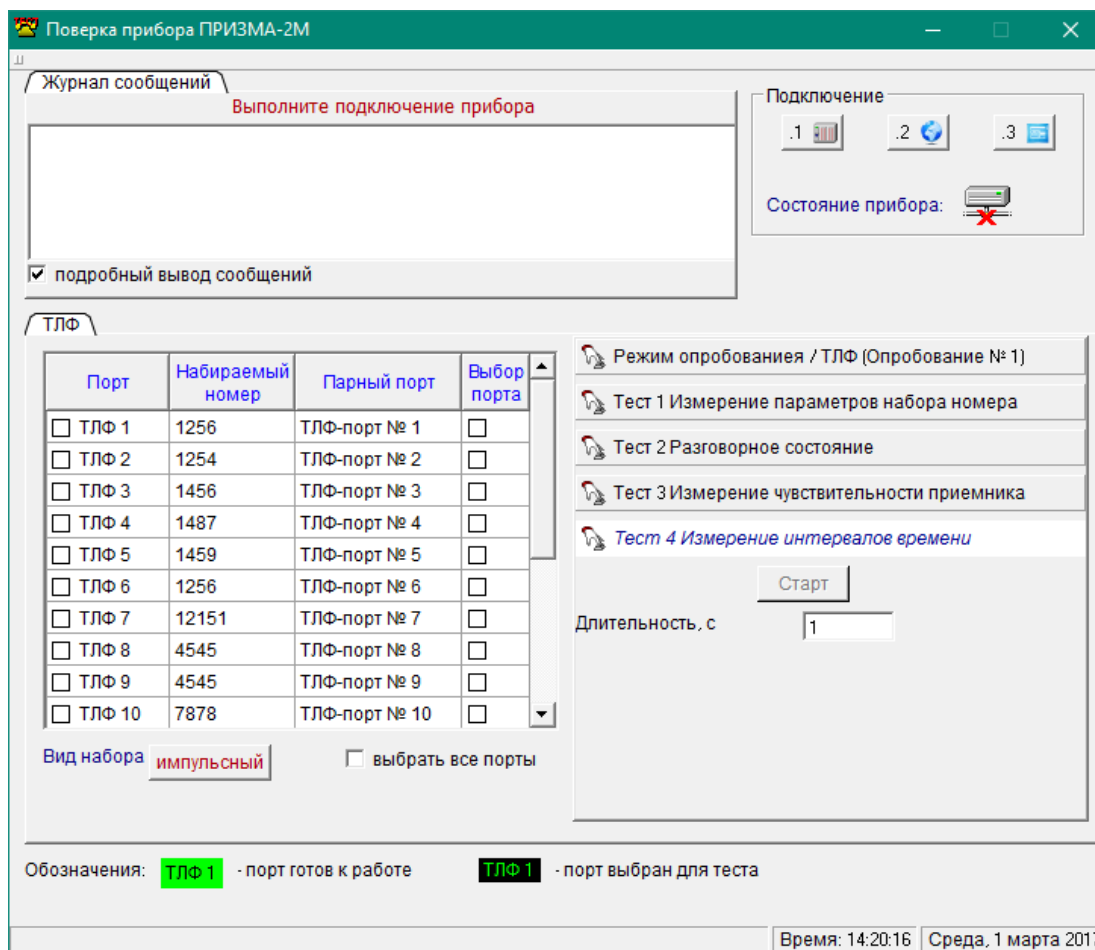 Поверка прибора ПРИЗМА-2М
Журнал сообщений
Выполните подключение прибора
подробный вывод сообщений
Подключение
.1
.2
.3
Состояние прибора:
ТЛФ
Порт Набираемый номер Парный порт Выбор порта
ТЛФ 1 1256 ТЛФ-порт № 1
ТЛФ 2 1254 ТЛФ-порт № 2
ТЛФ 3 1456 ТЛФ-порт № 3
ТЛФ 4 1487 ТЛФ-порт № 4
ТЛФ 5 1459 ТЛФ-порт № 5
ТЛФ 6 1256 ТЛФ-порт № 6
ТЛФ 7 12151 ТЛФ-порт № 7
ТЛФ 8 4545 ТЛФ-порт № 8
ТЛФ 9 4545 ТЛФ-порт № 9
ТЛФ 10 7878 ТЛФ-порт № 10
Вид набора импульсный выбрать все порты
Режим опробованиея / ТЛФ (Опробование № 1)
Тест 1 Измерение параметров набора номера
Тест 2 Разговорное состояние
Тест 3 Измерение чувствительности приемника
Тест 4 Измерение интервалов времени
Старт
Длительность, с 1
Обозначения: ТЛФ 1 - порт готов к работе ТЛФ 1 - порт выбран для теста
Время: 14:20:16 Среда, 1 марта 201